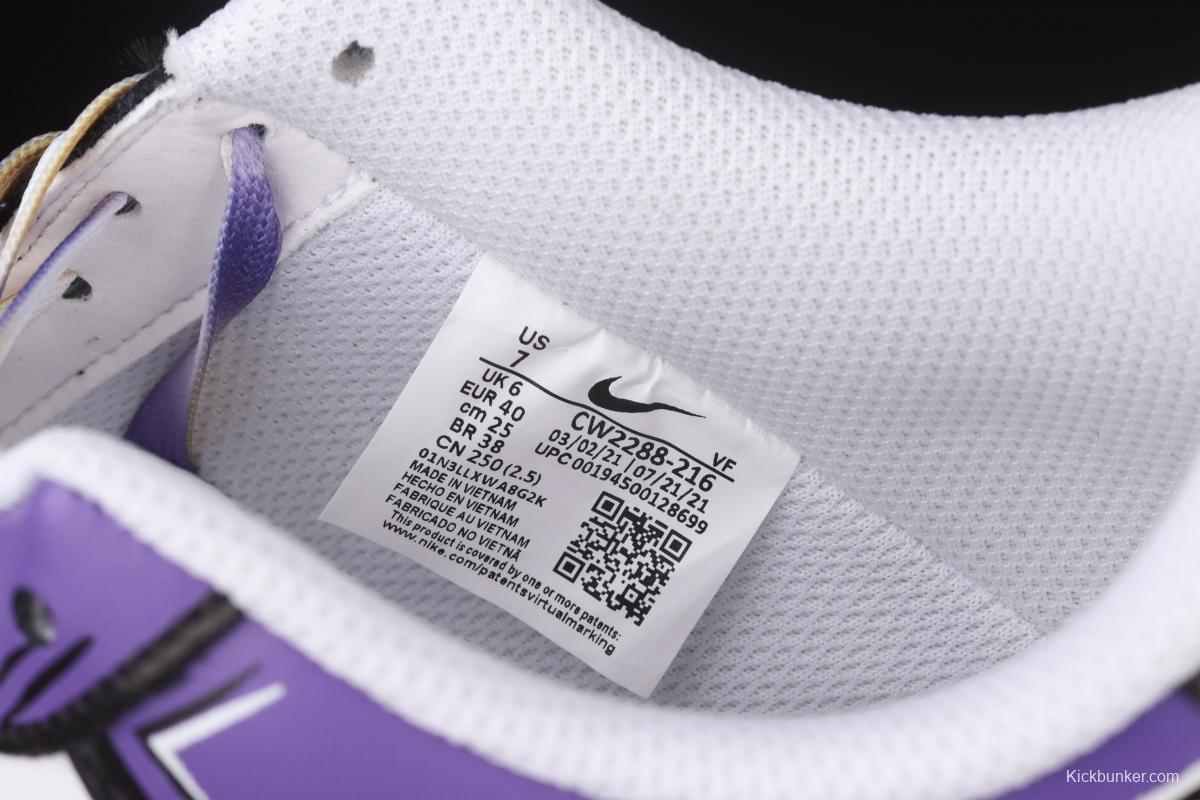 US
7
UK 6
EUR 40
cm 25
BR 38
CN 250 (2.5)
01N3LLXWA8G2K
MADE IN VIETNAM
HECHO EN VIETNAM
FABRIQUE AU VIETNAM
FABRICADO NO VIETNÃ
This product is covered by one or more patents:
www.nike.com/patentsvirtualmarking
VF
CW2288-216
03/02/21 | 07/21/21
UPC 00194500128699
Kickbunker.com